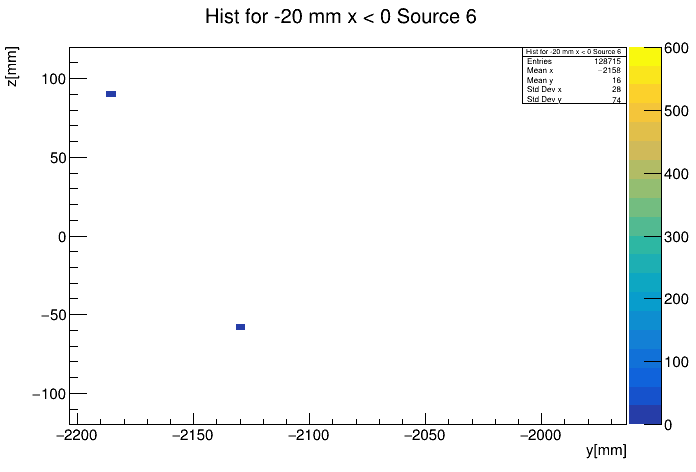 Hist for -20 mm x < 0 Source 6
z[mm]
Hist for -20 mm x < 0 Source 6
Entries 128715
Mean x −2158
Mean y 16
Std Dev x 28
Std Dev y 74
100
50
0
−50
−100
600
500
400
300
200
100
0
−2200 −2150 −2100 −2050 −2000
y[mm]